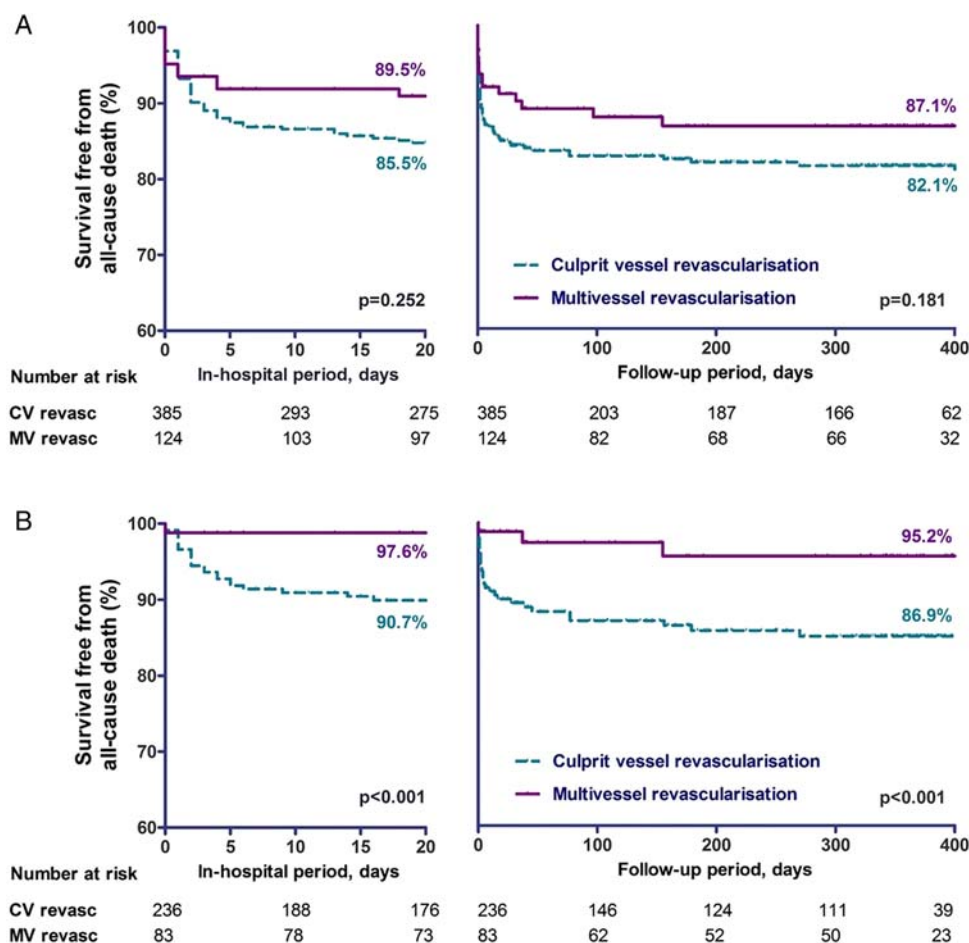 A
Survival free from
all-cause death (%)
100
90
80
70
60
89.5%
85.5%
p=0.252
0 5 10 15 20
In-hospital period, days
87.1%
82.1%
Culprit vessel revascularisation
Multivessel revascularisation
p=0.181
0 100 200 300 400
Follow-up period, days
Number at risk
CV revasc 385 293 275 385 203 187 166 62
MV revasc 124 103 97 124 82 68 66 32
B
Survival free from
all-cause death (%)
100
90
80
70
60
97.6%
90.7%
p<0.001
0 5 10 15 20
In-hospital period, days
95.2%
86.9%
Culprit vessel revascularisation
Multivessel revascularisation
p<0.001
0 100 200 300 400
Follow-up period, days
Number at risk
CV revasc 236 188 176 236 146 124 111 39
MV revasc 83 78 73 83 62 52 50 23